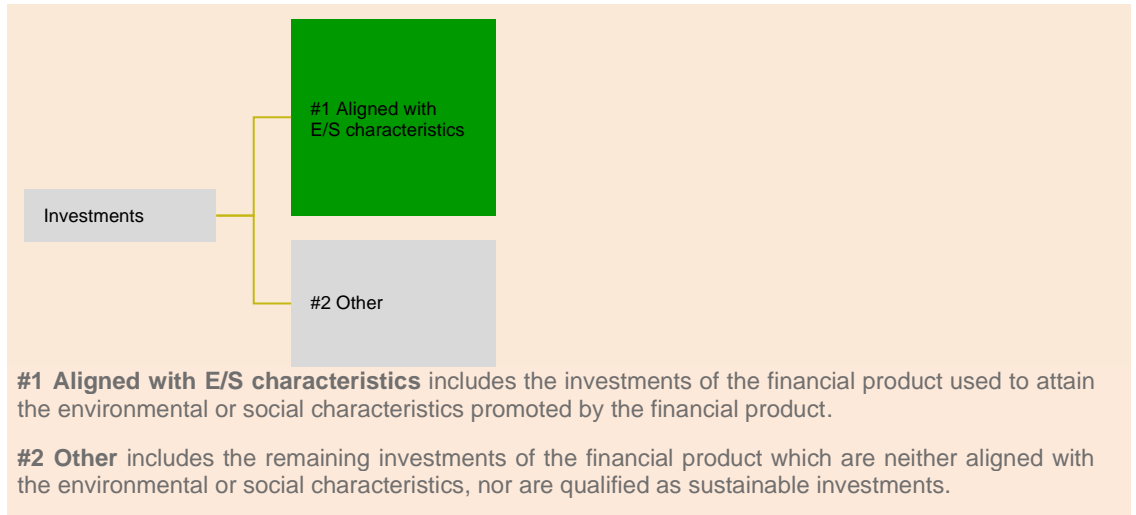 #1 Aligned with
E/S characteristics
Investments
#2 Other
#1 Aligned with E/S characteristics includes the investments of the financial product used to attain
the environmental or social characteristics promoted by the financial product.
#2 Other includes the remaining investments of the financial product which are neither aligned with
the environmental or social characteristics, nor are qualified as sustainable investments.